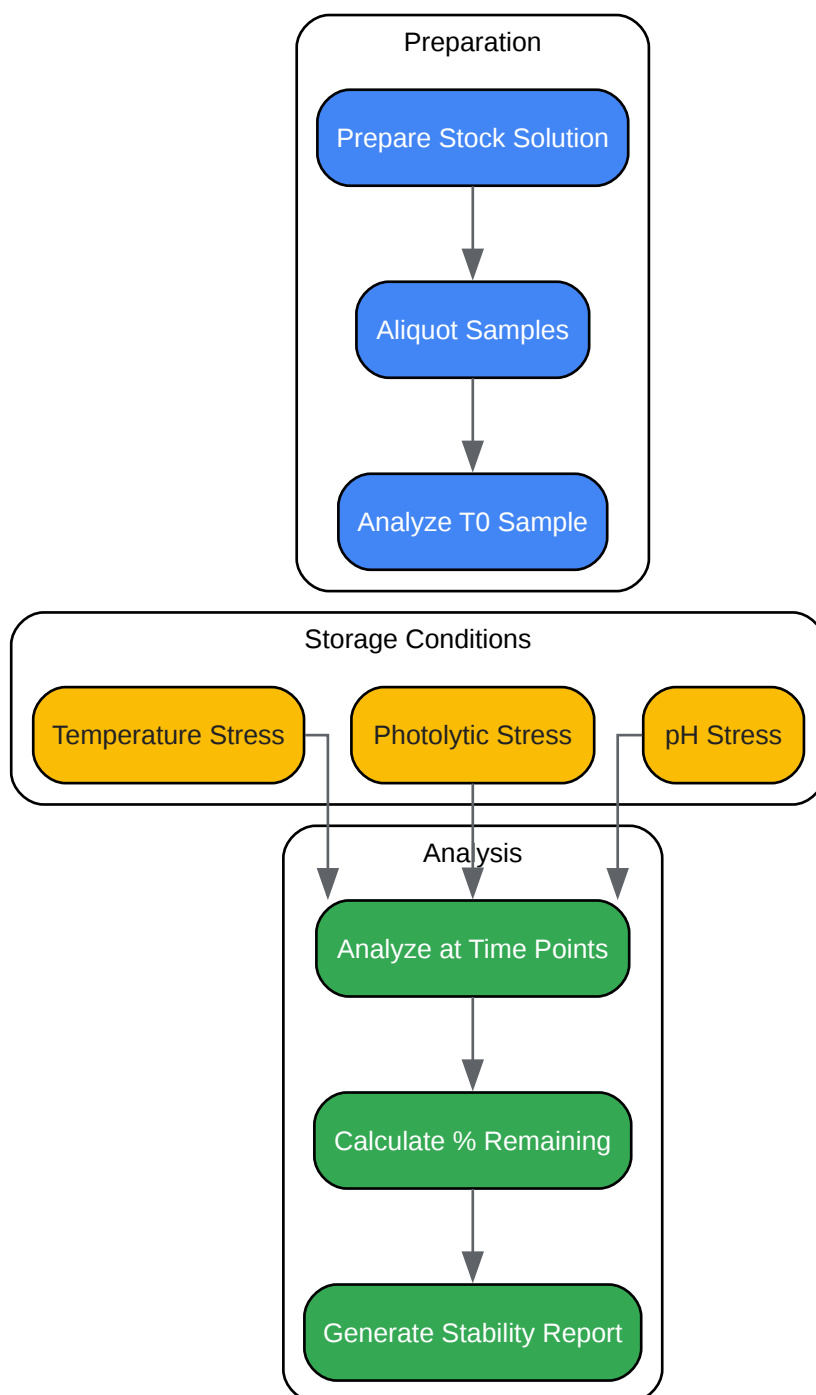 Preparation
Prepare Stock Solution
Aliquot Samples
Analyze T0 Sample
Storage Conditions
Temperature Stress
Photolytic Stress
pH Stress
Analysis
Analyze at Time Points
Calculate % Remaining
Generate Stability Report